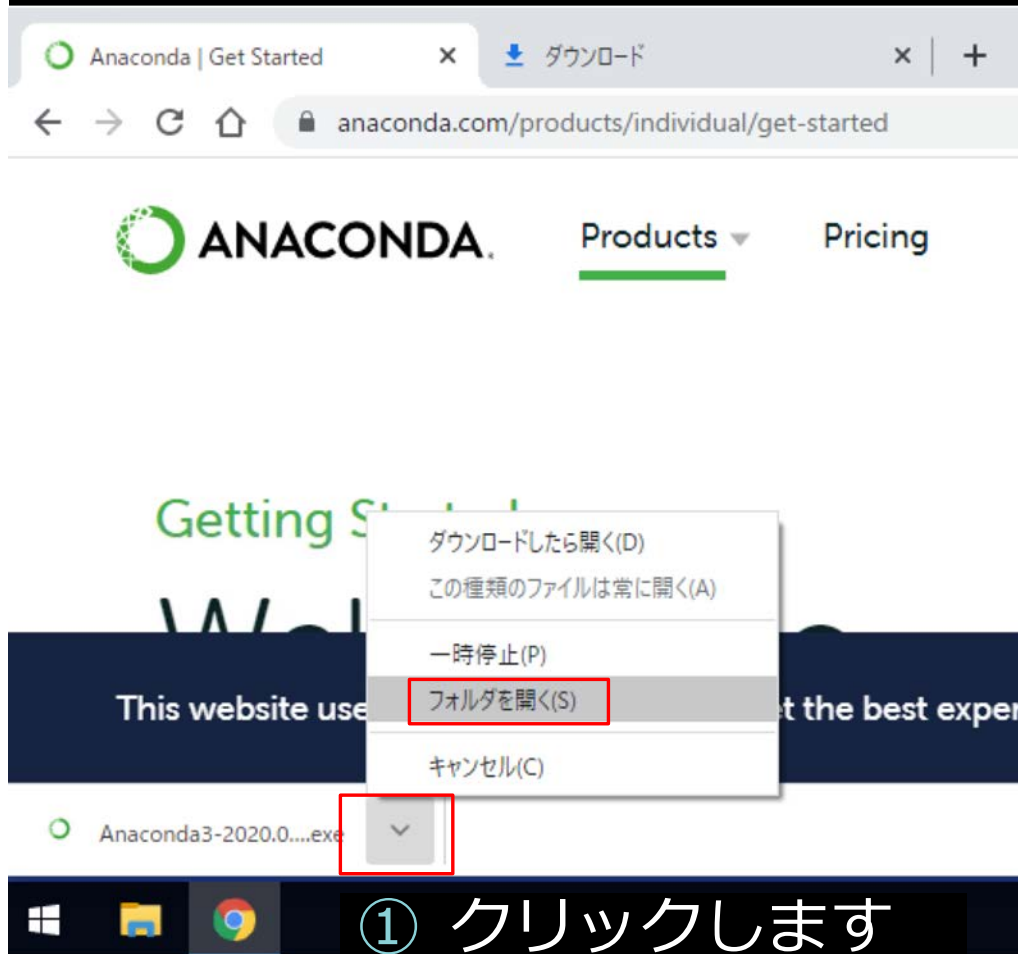 Anaconda | Get Started
ダウンロード
anaconda.com/products/individual/get-started
ANACONDA.
Products
Pricing
Getting
ダウンロードしたら開く(D)
この種類のファイルは常に開く(A)
一時停止(P)
フォルダを開く(S)
キャンセル(C)
This website use
t the best exper
Anaconda3-2020.0....exe
① クリックします